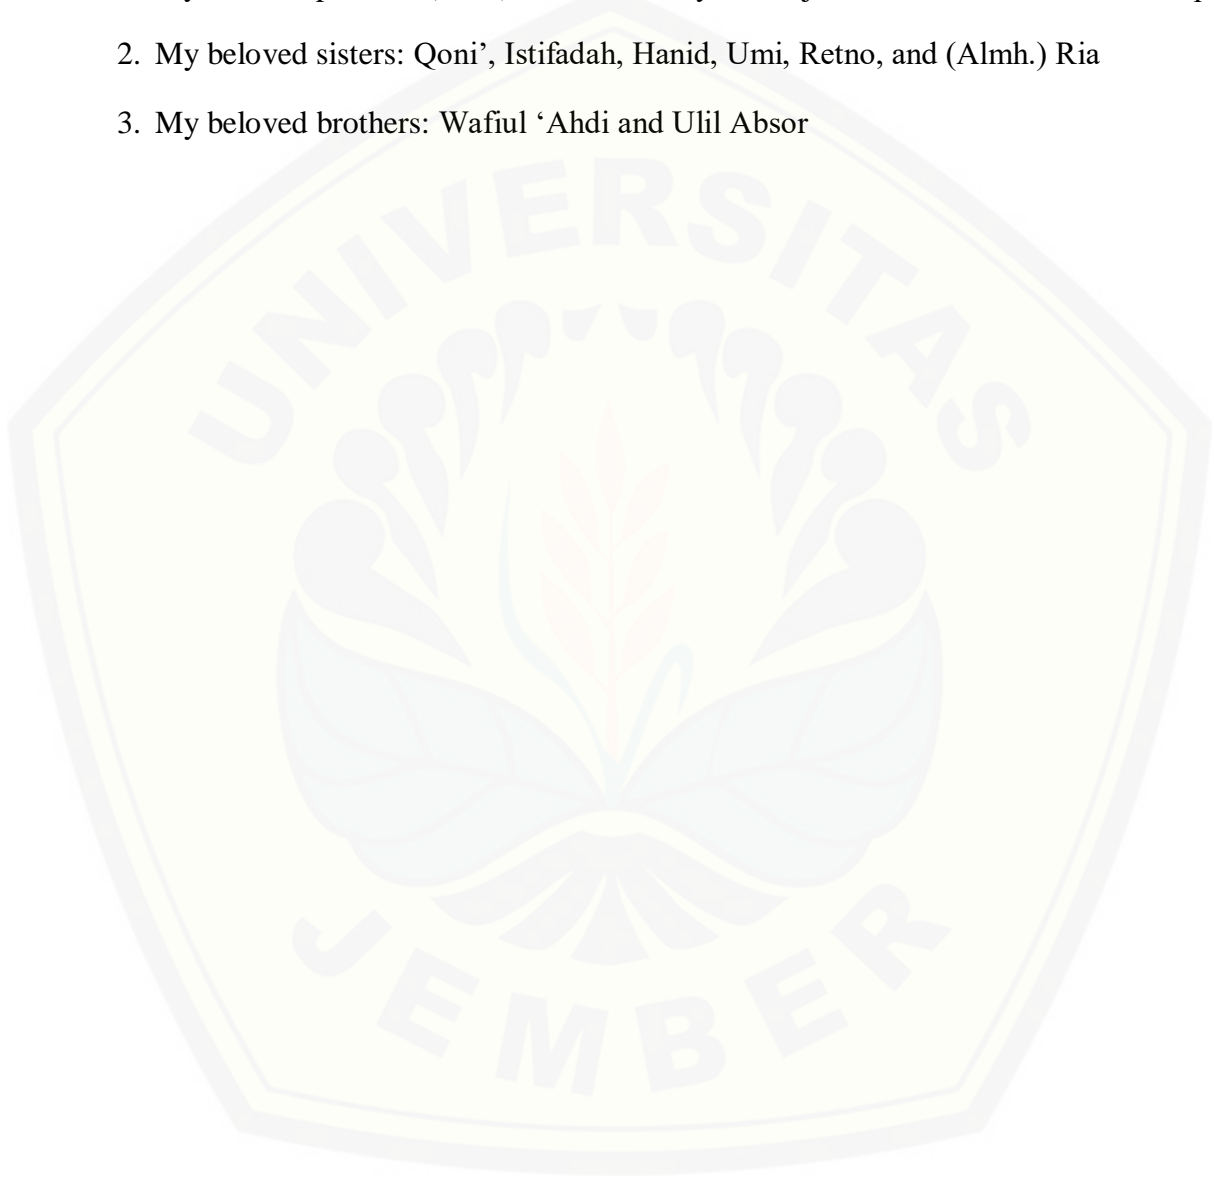 2. My beloved sisters: Qoni’, Istifadah, Hanid, Umi, Retno, and (Almh.) Ria
3. My beloved brothers: Wafiul ‘Ahdi and Ulil Absor
UNIVERSITAS
JEMBER